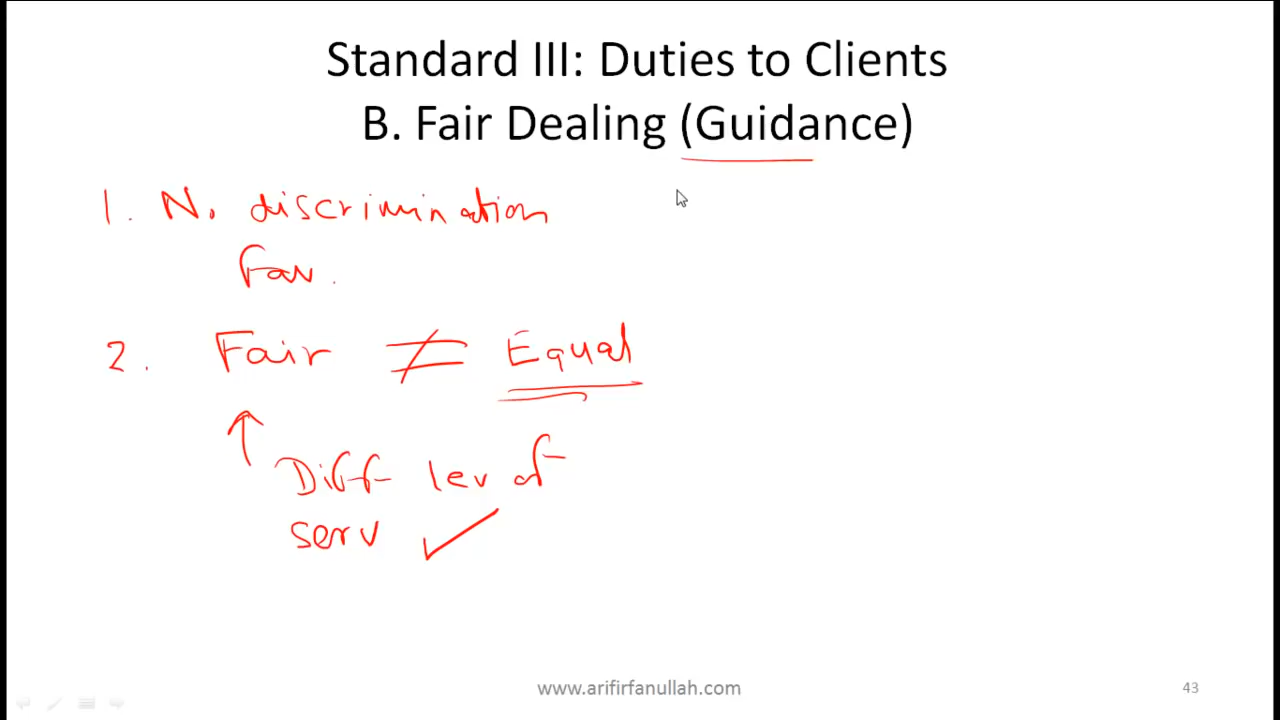 Standard III: Duties to Clients
B. Fair Dealing (Guidance)
1. No discrimination
Fav.
2. Fair ≠ Equal
↑
Diff lev of
serv ✓
www.arifirfanullah.com
43